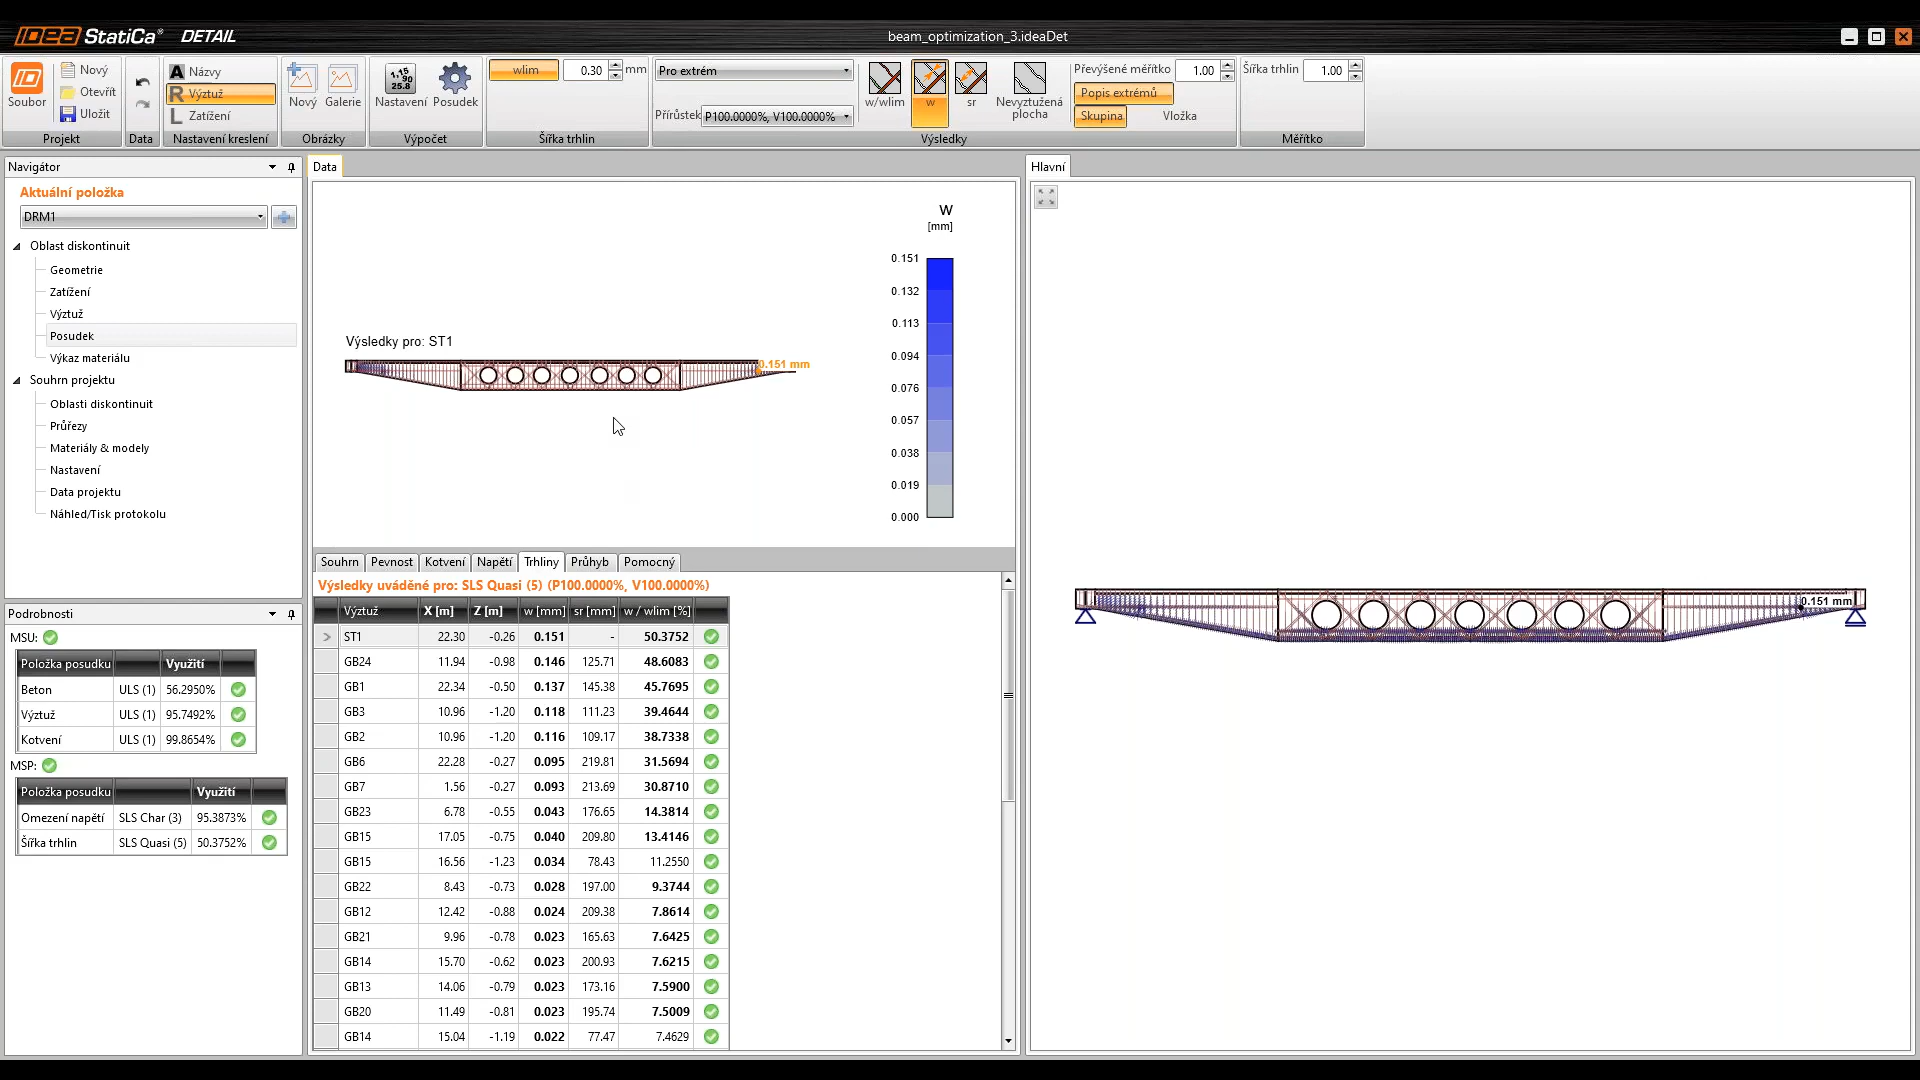 IDEA StatiCa® DETAIL
beam_optimization_3.ideaDet
Soubor
Nový
Otevřít
Uložit
Projekt
Data
Názvy
Výztuž
Zatížení
Nastavení kreslení
Nový
Galerie
Obrázky
Nastavení
Posudek
Výpočet
wlim 0.30 mm
Šířka trhlin
Pro extrém
Přírůstek P100.0000%, V100.0000%
w/wlim
w
sr
Nevyztužená
plocha
Převýšené měřítko 1.00
Popis extrémů
Skupina Vložka
Výsledky
Šířka trhlin 1.00
Měřítko
Navigátor
Aktuální položka
DRM1
Oblast diskontinuit
Geometrie
Zatížení
Výztuž
Posudek
Výkaz materiálu
Souhrn projektu
Oblasti diskontinuit
Průřezy
Materiály & modely
Nastavení
Data projektu
Náhled/Tisk protokolu
Podrobnosti
MSU:
Položka posudku Využití
Beton ULS (1) 56.2950%
Výztuž ULS (1) 95.7492%
Kotvení ULS (1) 99.8654%
MSP:
Položka posudku Využití
Omezení napětí SLS Char (3) 95.3873%
Šířka trhlin SLS Quasi (5) 50.3752%
Data
Výsledky pro: ST1
0.151 mm
W
[mm]
0.151
0.132
0.113
0.094
0.076
0.057
0.038
0.019
0.000
Souhrn Pevnost Kotvení Napětí Trhliny Průhyb Pomocný
Výsledky uváděné pro: SLS Quasi (5) (P100.0000%, V100.0000%)
Výztuž X [m] Z [m] w [mm] sr [mm] w / wlim [%]
ST1 22.30 -0.26 0.151 - 50.3752
GB24 11.94 -0.98 0.146 125.71 48.6083
GB1 22.34 -0.50 0.137 145.38 45.7695
GB3 10.96 -1.20 0.118 111.23 39.4644
GB2 10.96 -1.20 0.116 109.17 38.7338
GB6 22.28 -0.27 0.095 219.81 31.5694
GB7 1.56 -0.27 0.093 213.69 30.8710
GB23 6.78 -0.55 0.043 176.65 14.3814
GB15 17.05 -0.75 0.040 209.80 13.4146
GB15 16.56 -1.23 0.034 78.43 11.2550
GB22 8.43 -0.73 0.028 197.00 9.3744
GB12 12.42 -0.88 0.024 209.38 7.8614
GB21 9.96 -0.78 0.023 165.63 7.6425
GB14 15.70 -0.62 0.023 200.93 7.6215
GB13 14.06 -0.79 0.023 173.16 7.5900
GB20 11.49 -0.81 0.023 195.74 7.5009
GB14 15.04 -1.19 0.022 77.47 7.4629
Hlavní
0.151 mm